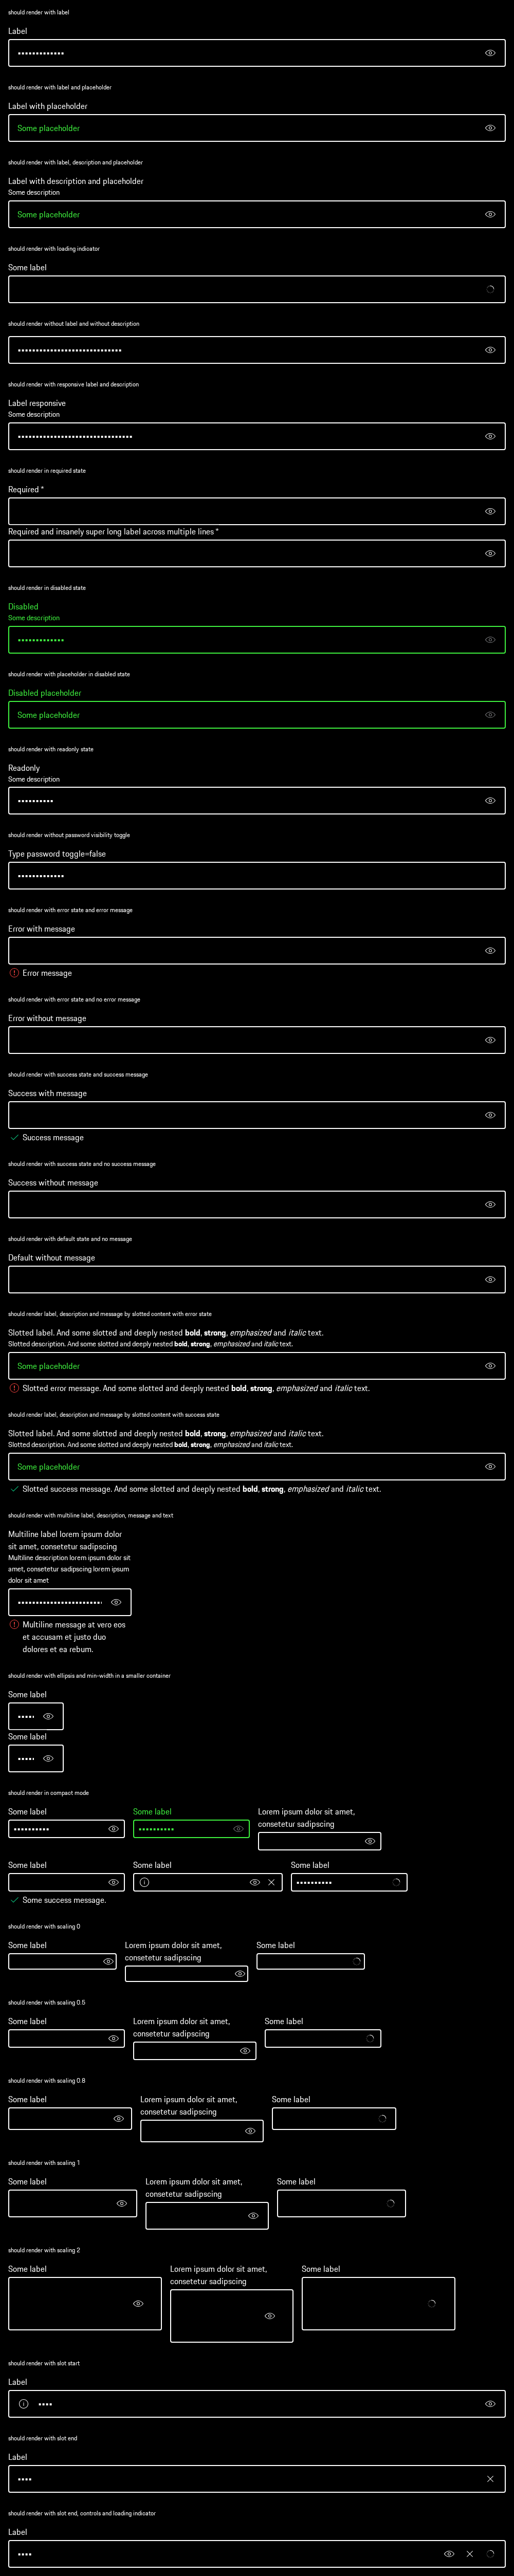 should render with label
Label
should render with label and placeholder
Label with placeholder
Some placeholder
should render with label, description and placeholder
Label with description and placeholder
Some description
Some placeholder
should render with loading indicator
Some label
should render without label and without description
should render with responsive label and description
Label responsive
Some description
should render in required state
Required *
Required and insanely super long label across multiple lines *
should render in disabled state
Disabled
Some description
should render with placeholder in disabled state
Disabled placeholder
Some placeholder
should render with readonly state
Readonly
Some description
should render without password visibility toggle
Type password toggle=false
should render with error state and error message
Error with message
Error message
should render with error state and no error message
Error without message
should render with success state and success message
Success with message
Success message
should render with success state and no success message
Success without message
should render with default state and no message
Default without message
should render label, description and message by slotted content with error state
Slotted label. And some slotted and deeply nested bold, strong, emphasized and italic text.
Slotted description. And some slotted and deeply nested bold, strong, emphasized and italic text.
Some placeholder
Slotted error message. And some slotted and deeply nested bold, strong, emphasized and italic text.
should render label, description and message by slotted content with success state
Slotted label. And some slotted and deeply nested bold, strong, emphasized and italic text.
Slotted description. And some slotted and deeply nested bold, strong, emphasized and italic text.
Some placeholder
Slotted success message. And some slotted and deeply nested bold, strong, emphasized and italic text.
should render with multiline label, description, message and text
Multiline label lorem ipsum dolor
sit amet, consetetur sadipscing
Multiline description lorem ipsum dolor sit
amet, consetetur sadipscing lorem ipsum
dolor sit amet
Multiline message at vero eos
et accusam et justo duo
dolores et ea rebum.
should render with ellipsis and min-width in a smaller container
Some label
Some label
should render in compact mode
Some label
Some label
Lorem ipsum dolor sit amet,
consetetur sadipscing
Some label
Some success message.
Some label
Some label
should render with scaling 0
Some label
Lorem ipsum dolor sit amet,
consetetur sadipscing
Some label
should render with scaling 0.5
Some label
Lorem ipsum dolor sit amet,
consetetur sadipscing
Some label
should render with scaling 0.8
Some label
Lorem ipsum dolor sit amet,
consetetur sadipscing
Some label
should render with scaling 1
Some label
Lorem ipsum dolor sit amet,
consetetur sadipscing
Some label
should render with scaling 2
Some label
Lorem ipsum dolor sit amet,
consetetur sadipscing
Some label
should render with slot start
Label
should render with slot end
Label
should render with slot end, controls and loading indicator
Label